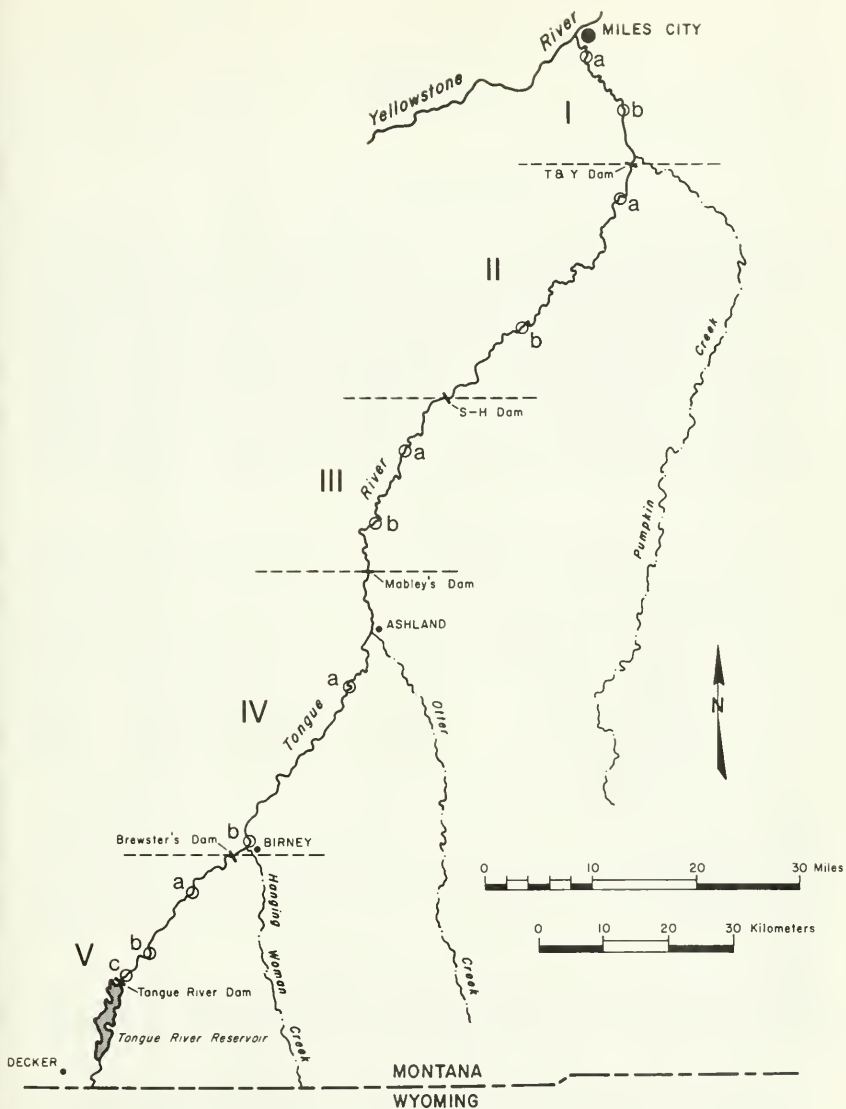 MILES CITY
River
Yellowstone
a
b
I
T & Y Dam
a
II
b
Creek
S-H Dam
a
River
III
b
Pumpkin
Mabley's Dam
ASHLAND
a
N
IV
Tongue
Otter
b
Brewster's Dam
BIRNEY
0 10 20 30 Miles
a
Hanging
0 10 20 30 Kilometers
b
V
Woman
c
Creek
Tongue River Dam
Tongue River Reservoir
Creek
DECKER
MONTANA
WYOMING